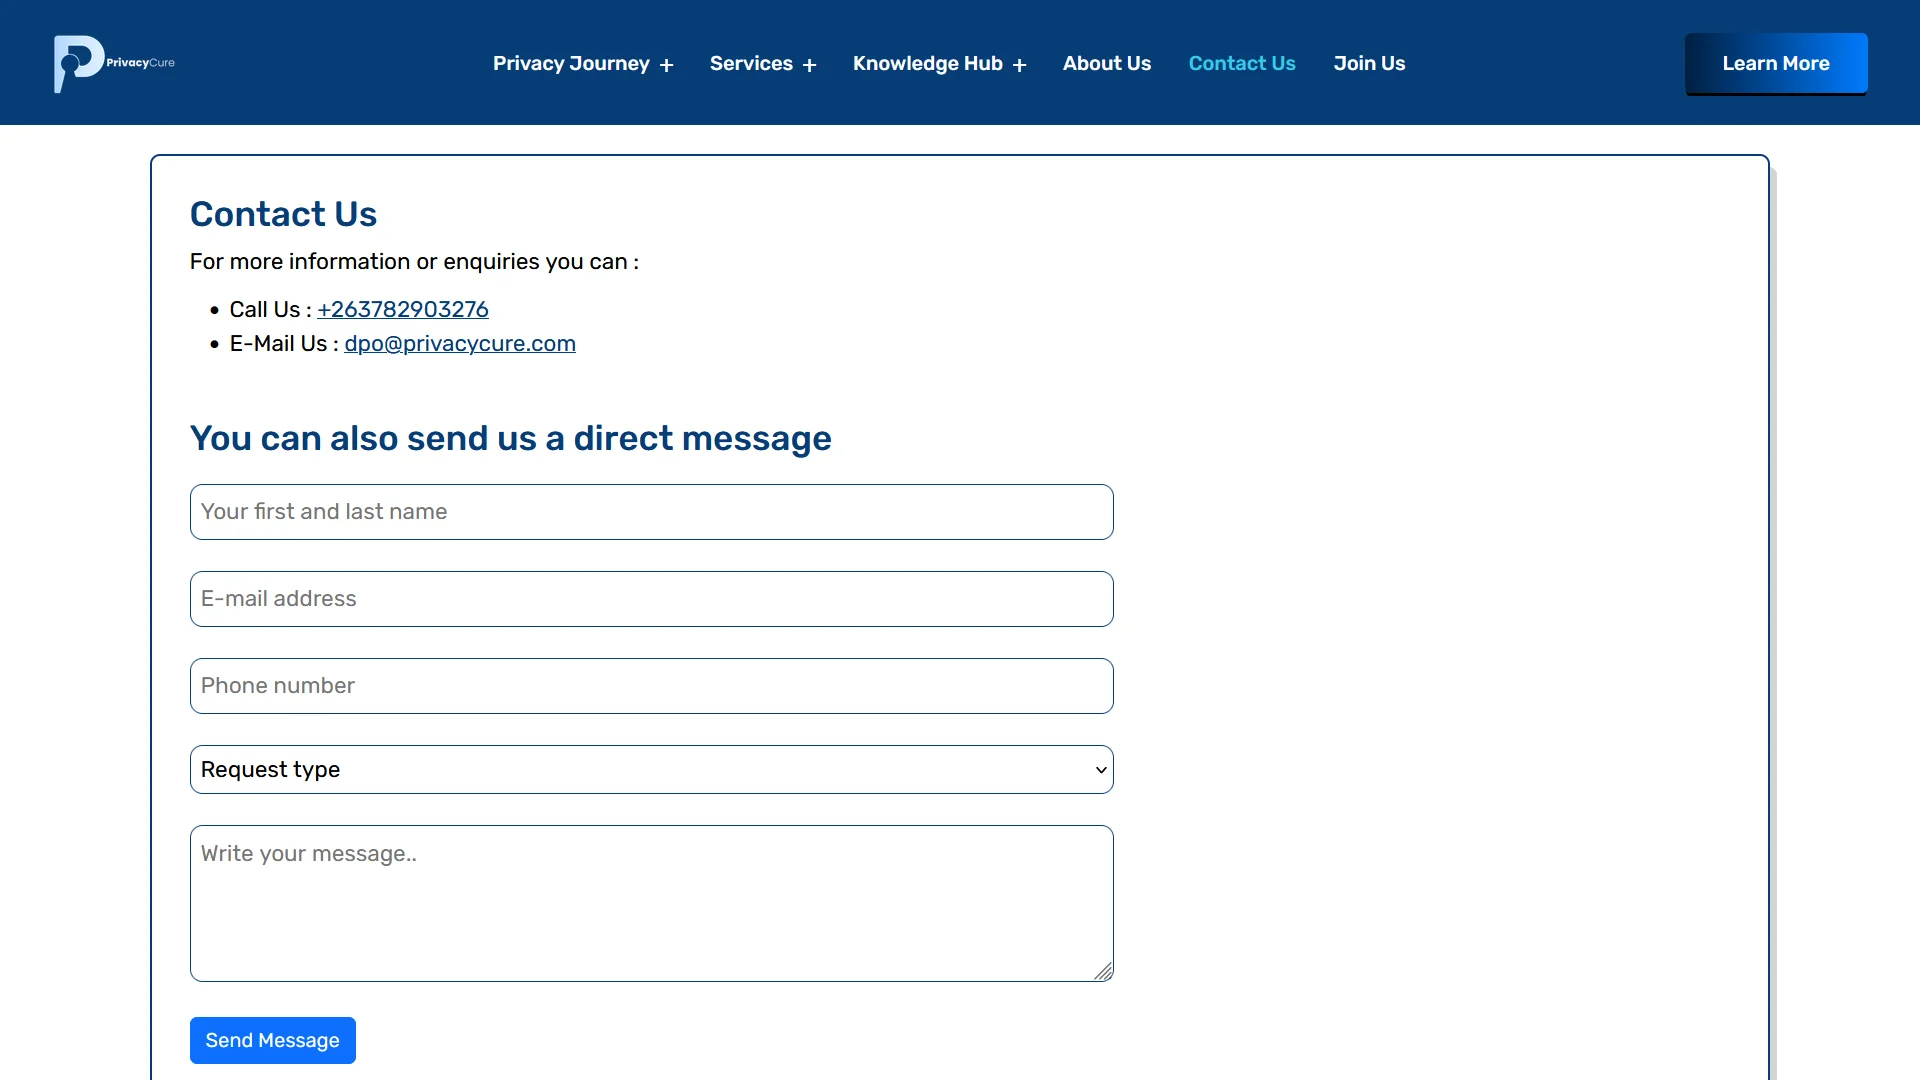 PrivacyCure
Privacy Journey +
Services +
Knowledge Hub +
About Us
Contact Us
Join Us
Learn More
Contact Us
For more information or enquiries you can :
• Call Us : +263782903276
• E-Mail Us : dpo@privacycure.com
You can also send us a direct message
Your first and last name
E-mail address
Phone number
Request type
Write your message..
Send Message